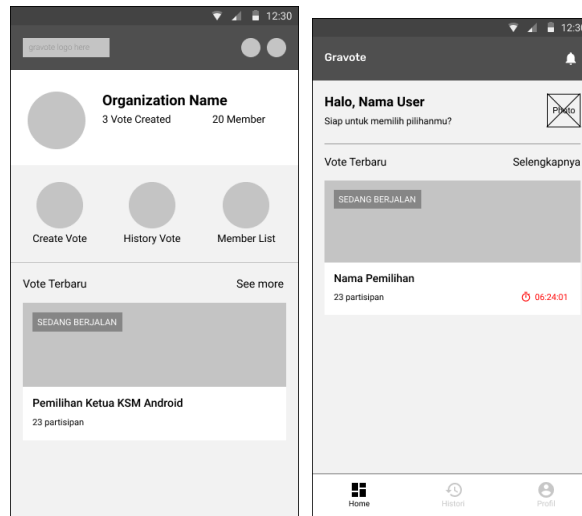 12:30
gravote logo here
Organization Name
3 Vote Created 20 Member
Create Vote History Vote Member List
Vote Terbaru See more
SEDANG BERJALAN
Pemilihan Ketua KSM Android
23 partisipan
12:30
Gravote
Halo, Nama User
Siap untuk memilih pilihanmu?
Photo
Vote Terbaru Selengkapnya
SEDANG BERJALAN
Nama Pemilihan
23 partisipan 06:24:01
Home Histori Profil